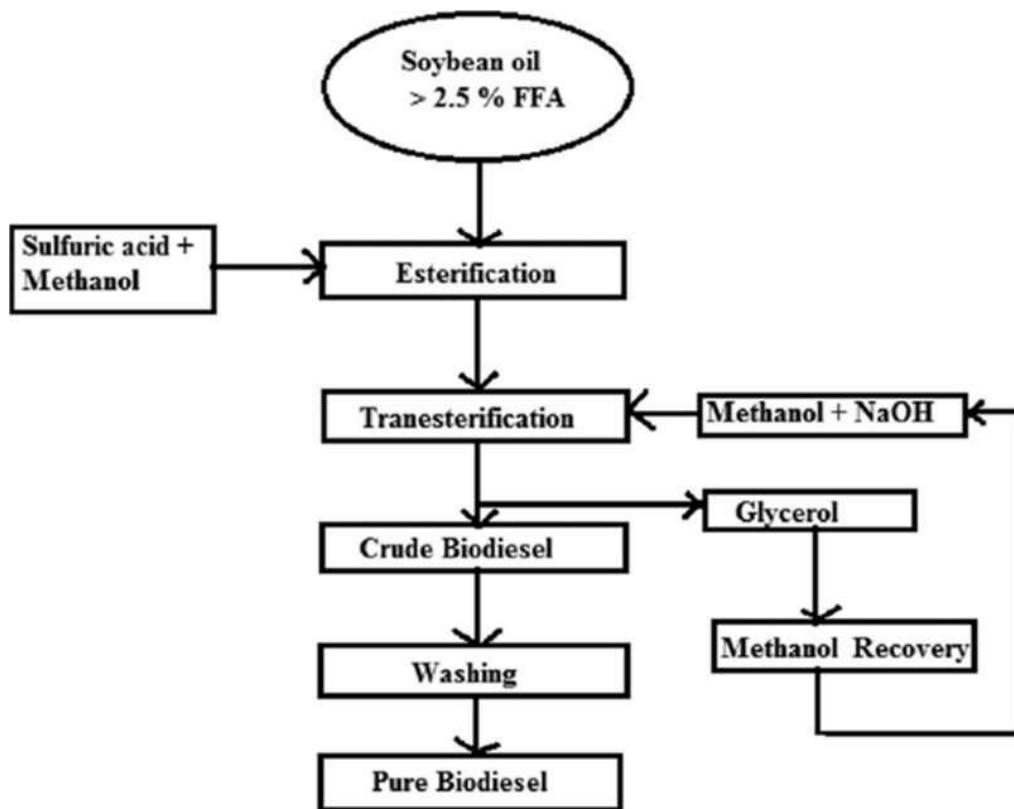 Soybean oil
> 2.5 % FFA
Sulfuric acid +
Methanol
Esterification
Tranesterification
Methanol + NaOH
Glycerol
Crude Biodiesel
Methanol Recovery
Washing
Pure Biodiesel